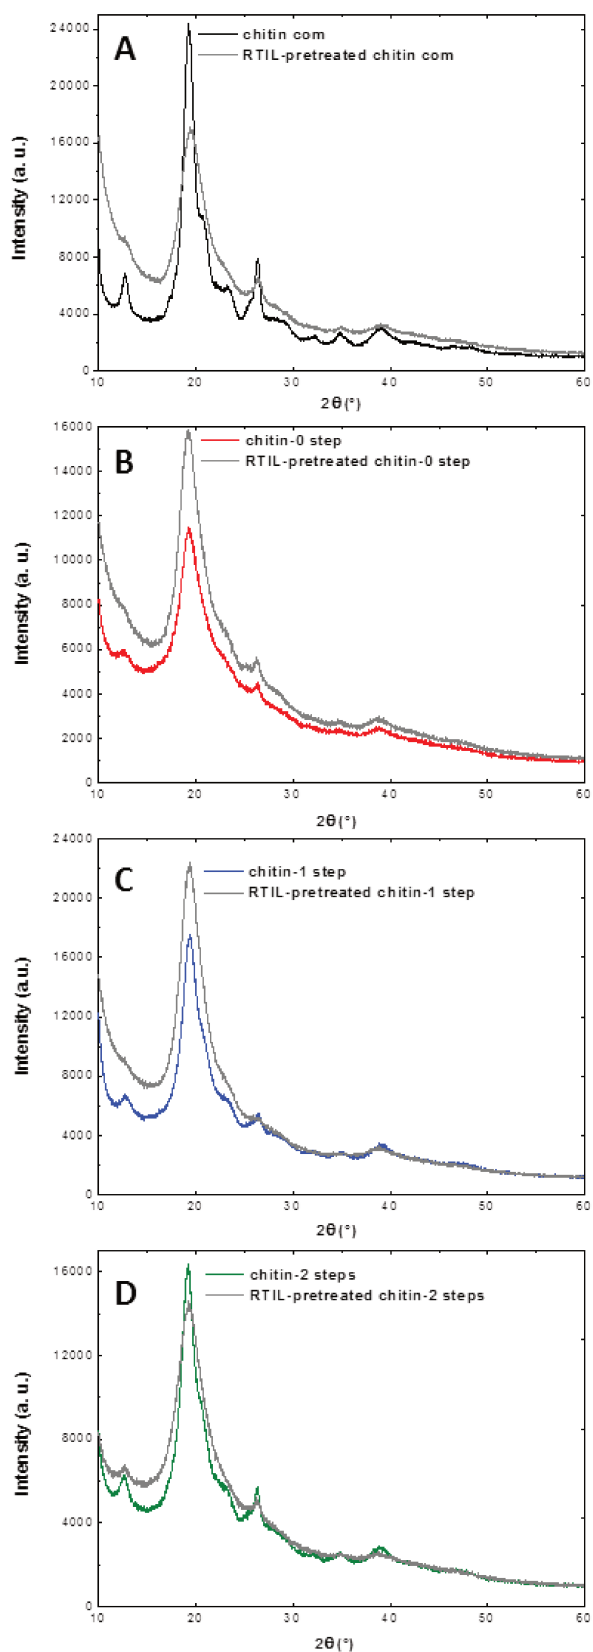 A
chitin com
RTIL-pretreated chitin com
24000
20000
16000
12000
8000
4000
0
Intensity (a. u.)
10 20 30 40 50 60
2θ(°)
B
chitin-0 step
RTIL-pretreated chitin-0 step
16000
14000
12000
10000
8000
6000
4000
2000
0
Intensity (a. u.)
10 20 30 40 50 60
2θ(°)
C
chitin-1 step
RTIL-pretreated chitin-1 step
24000
20000
16000
12000
8000
4000
0
Intensity (a.u.)
10 20 30 40 50 60
2θ(°)
D
chitin-2 steps
RTIL-pretreated chitin-2 steps
16000
12000
8000
4000
0
Intensity (a. u.)
10 20 30 40 50 60
2θ(°)